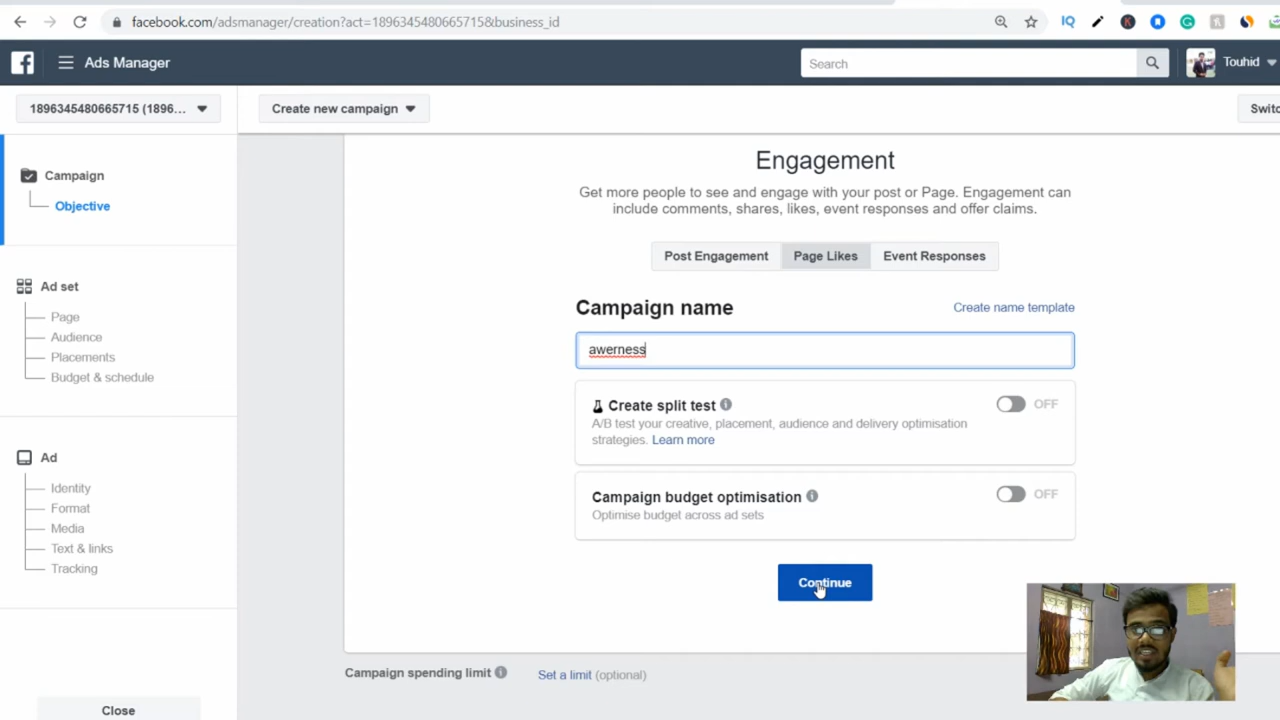 facebook.com/adsmanager/creation?act=1896345480665715&business_id
IQ
K
G
Ads Manager
Search
Touhid
1896345480665715 (1896...
Create new campaign
Switc
Campaign
Objective
Ad set
Page
Audience
Placements
Budget & schedule
Ad
Identity
Format
Media
Text & links
Tracking
Close
Engagement
Get more people to see and engage with your post or Page. Engagement can
include comments, shares, likes, event responses and offer claims.
Post Engagement
Page Likes
Event Responses
Campaign name
Create name template
awerness
Create split test
OFF
A/B test your creative, placement, audience and delivery optimisation
strategies. Learn more
Campaign budget optimisation
OFF
Optimise budget across ad sets
Continue
Campaign spending limit
Set a limit (optional)